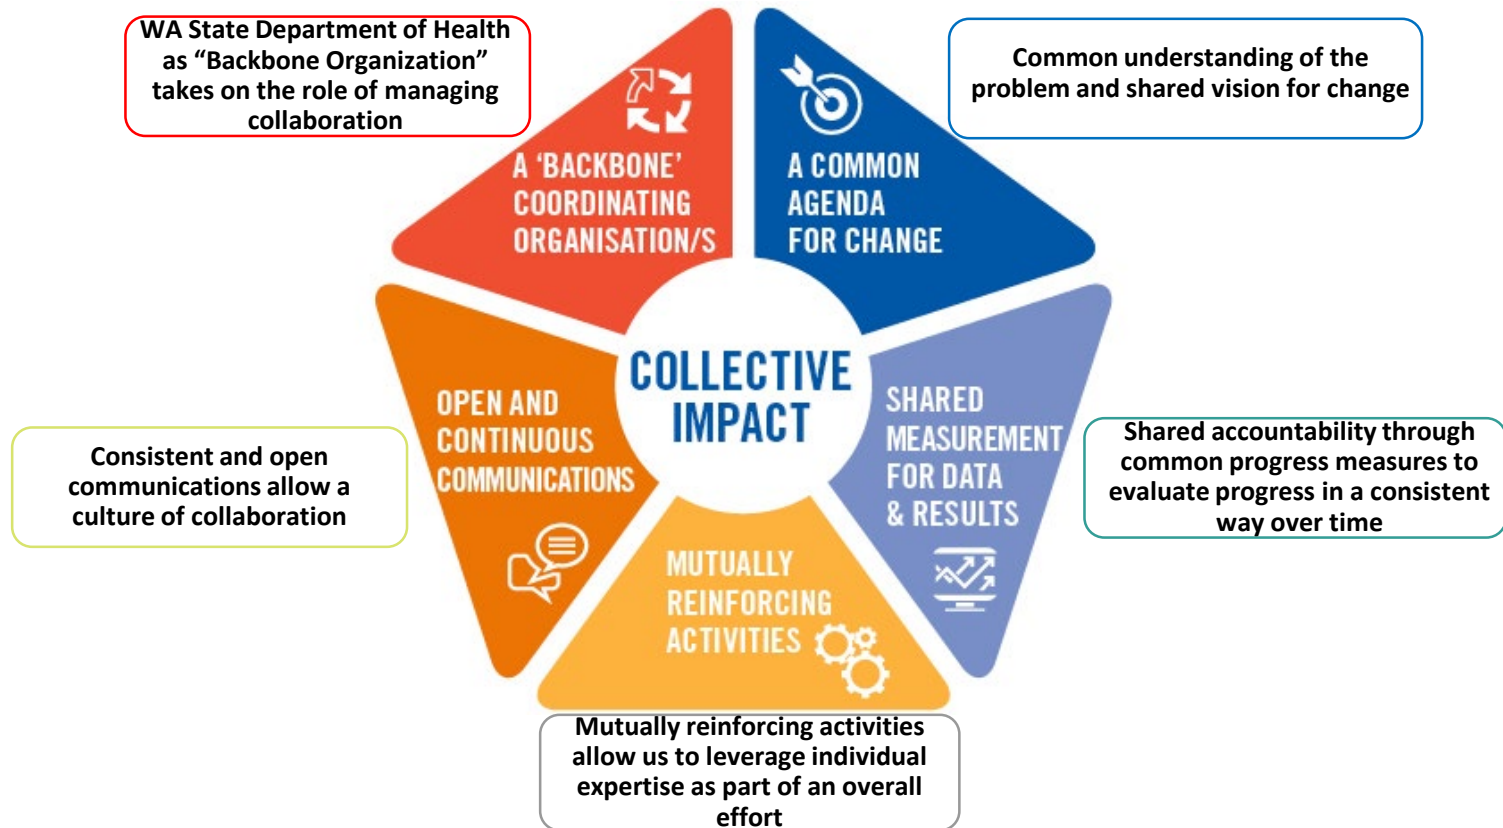 WA State Department of Health
as “Backbone Organization”
takes on the role of managing
collaboration
Common understanding of the
problem and shared vision for change
A ‘BACKBONE’
COORDINATING
ORGANISATION/S
A COMMON
AGENDA
FOR CHANGE
COLLECTIVE
IMPACT
OPEN AND
CONTINUOUS
COMMUNICATIONS
SHARED
MEASUREMENT
FOR DATA
& RESULTS
Consistent and open
communications allow a
culture of collaboration
Shared accountability through
common progress measures to
evaluate progress in a consistent
way over time
MUTUALLY
REINFORCING
ACTIVITIES
Mutually reinforcing activities
allow us to leverage individual
expertise as part of an overall
effort